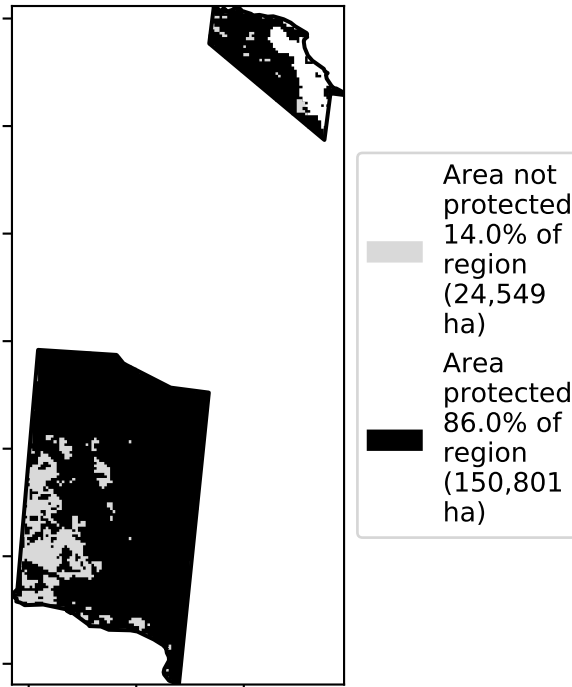 Area not
protected
14.0% of
region
(24,549
ha)
Area
protected
86.0% of
region
(150,801
ha)